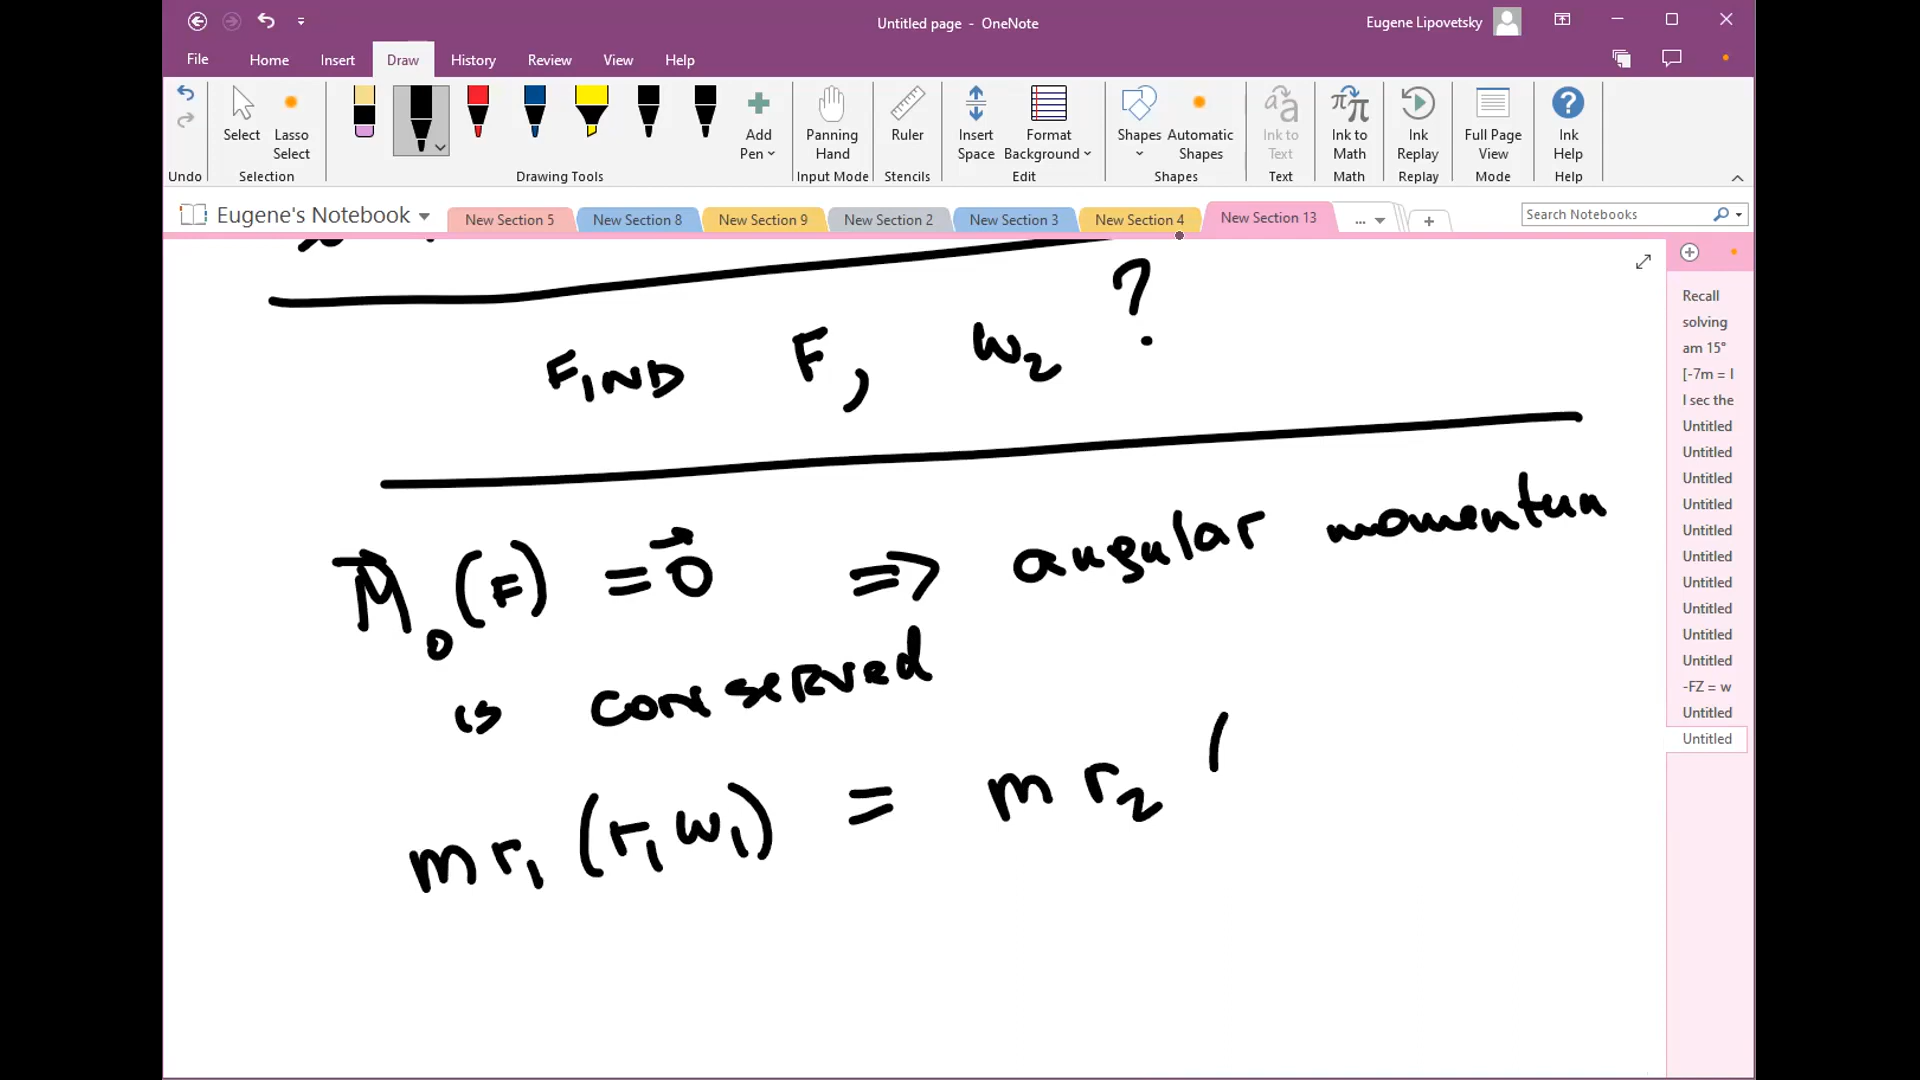 Untitled page - OneNote
Eugene Lipovetsky
File Home Insert Draw History Review View Help
Select
Lasso Select
Add Pen
Panning Hand
Ruler
Insert Space
Format Background
Shapes
Automatic Shapes
Ink to Text
Ink to Math
Ink Replay
Full Page View
Ink Help
Undo Selection Drawing Tools Input Mode Stencils Edit Shapes Text Math Replay Mode Help
Eugene's Notebook
New Section 5 New Section 8 New Section 9 New Section 2 New Section 3 New Section 4 New Section 13 ...
Search Notebooks
FIND F, ω₂ ?
M⃗₀(F) = 0⃗ => angular momentum
is conserved
m r₁ (r₁ω₁) = m r₂ (
Recall
solving
am 15°
[-7m = I
I sec the
Untitled
Untitled
Untitled
Untitled
Untitled
Untitled
Untitled
Untitled
Untitled
Untitled
-FZ = w
Untitled
Untitled